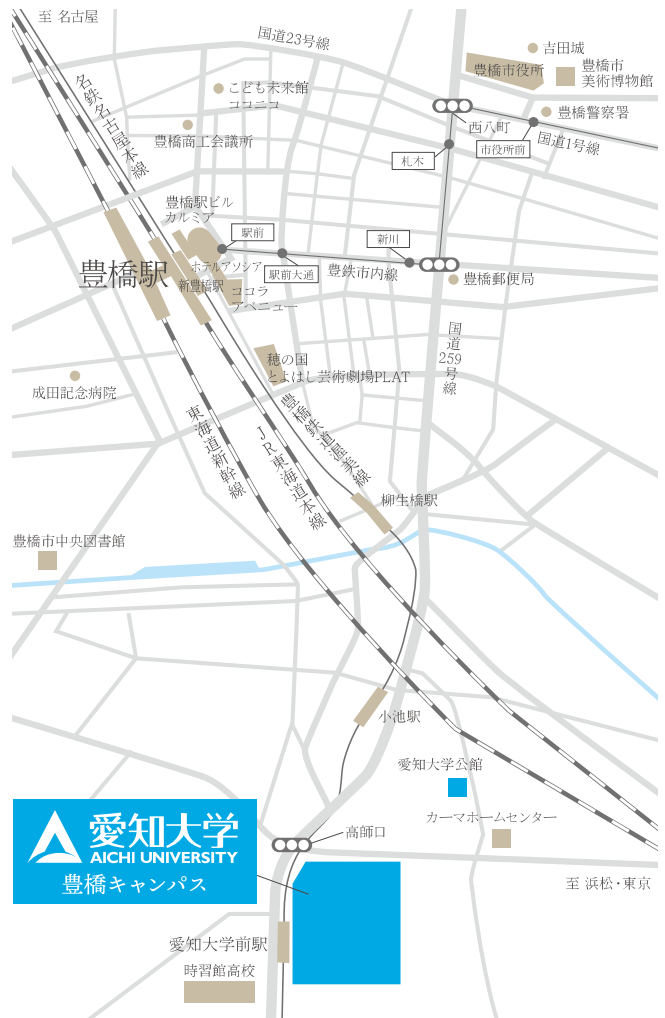 至 名古屋
国道23号線
吉田城
豊橋市役所
豊橋市
美術博物館
名鉄名古屋本線
こども未来館
ココニコ
豊橋商工会議所
豊橋警察署
西八町
市役所前
国道1号線
札木
豊橋駅ビル
カルミア
駅前
新川
豊橋駅
ホテルアソシア
駅前大通
豊鉄市内線
新豊橋駅
ココラ
アベニュー
豊橋郵便局
国道259号線
穂の国
とよはし芸術劇場PLAT
成田記念病院
東海道新幹線
JR東海道本線
豊橋鉄道渥美線
柳生橋駅
豊橋市中央図書館
小池駅
愛知大学公館
カーマホームセンター
愛知大学
AICHI UNIVERSITY
豊橋キャンパス
高師口
至 浜松・東京
愛知大学前駅
時習館高校